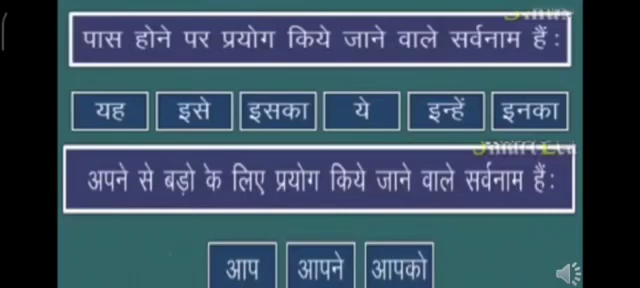 पास होने पर प्रयोग किये जाने वाले सर्वनाम हैं :
यह इसे इसका ये इन्हें इनका
अपने से बड़ो के लिए प्रयोग किये जाने वाले सर्वनाम हैं :
आप आपने आपको